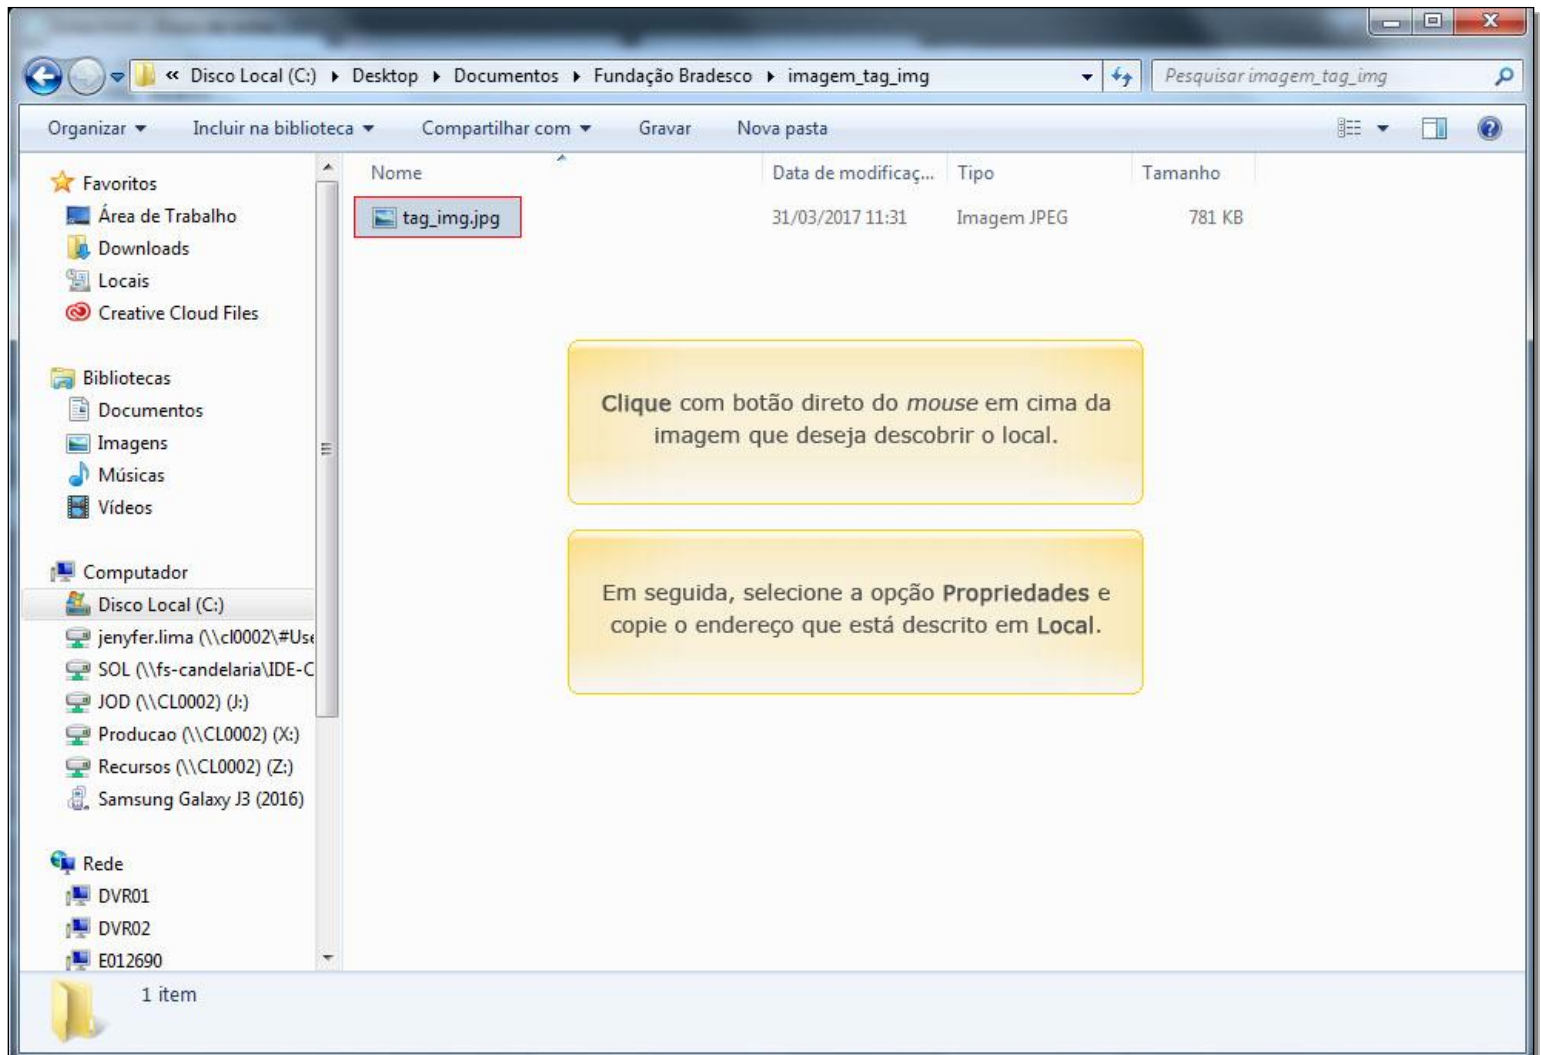 « Disco Local (C:) Desktop Documentos Fundação Bradesco imagem_tag_img
Pesquisar imagem_tag_img
Organizar Incluir na biblioteca Compartilhar com Gravar Nova pasta
Nome Data de modificaç... Tipo Tamanho
tag_img.jpg 31/03/2017 11:31 Imagem JPEG 781 KB
Favoritos
Área de Trabalho
Downloads
Locais
Creative Cloud Files
Bibliotecas
Documentos
Imagens
Músicas
Vídeos
Computador
Disco Local (C:)
jenyfer.lima (\\cl0002\#Use
SOL (\\fs-candelaria\IDE-C
JOD (\\CL0002) (J:)
Producao (\\CL0002) (X:)
Recursos (\\CL0002) (Z:)
Samsung Galaxy J3 (2016)
Rede
DVR01
DVR02
E012690
Clique com botão direto do mouse em cima da
imagem que deseja descobrir o local.
Em seguida, selecione a opção Propriedades e
copie o endereço que está descrito em Local.
1 item